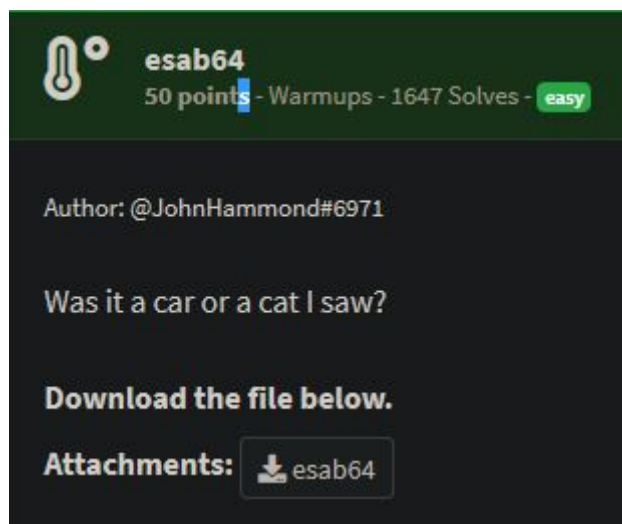 esab64
50 points - Warmups - 1647 Solves - easy
Author: @JohnHammond#6971
Was it a car or a cat I saw?
Download the file below.
Attachments: esab64